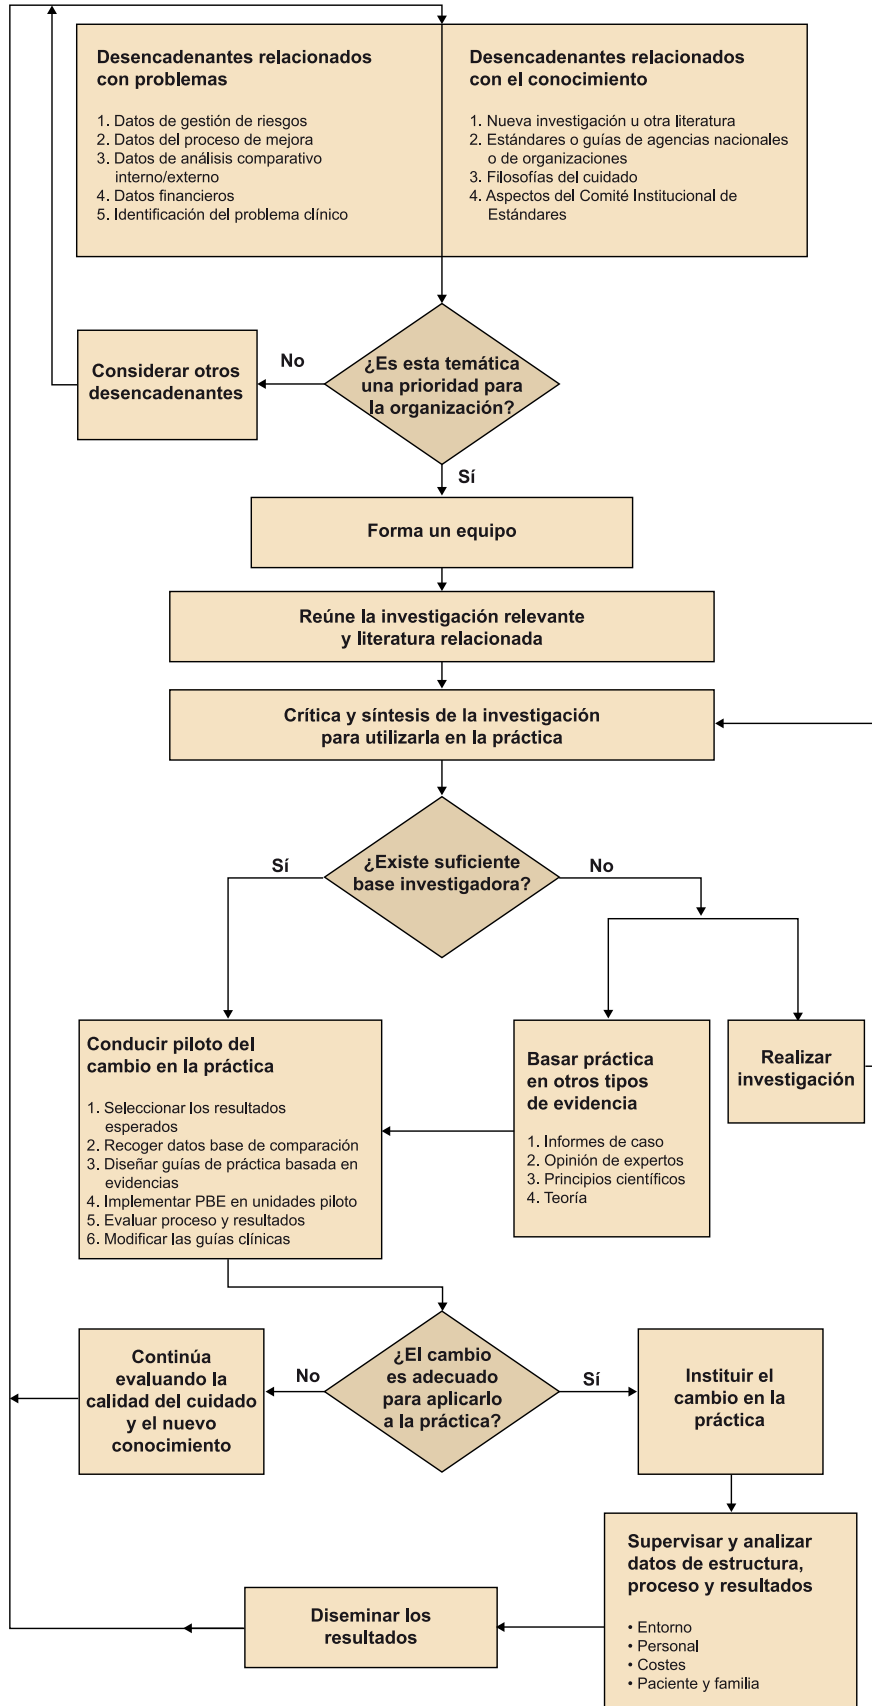 Desencadenantes relacionados
con problemas
1. Datos de gestión de riesgos
2. Datos del proceso de mejora
3. Datos de análisis comparativo
interno/externo
4. Datos financieros
5. Identificación del problema clínico
Desencadenantes relacionados
con el conocimiento
1. Nueva investigación u otra literatura
2. Estándares o guías de agencias nacionales
o de organizaciones
3. Filosofías del cuidado
4. Aspectos del Comité Institucional de
Estándares
¿Es esta temática
una prioridad para
la organización?
No
Considerar otros
desencadenantes
Sí
Forma un equipo
Reúne la investigación relevante
y literatura relacionada
Crítica y síntesis de la investigación
para utilizarla en la práctica
¿Existe suficiente
base investigadora?
Sí
No
Conducir piloto del
cambio en la práctica
1. Seleccionar los resultados
esperados
2. Recoger datos base de comparación
3. Diseñar guías de práctica basada en
evidencias
4. Implementar PBE en unidades piloto
5. Evaluar proceso y resultados
6. Modificar las guías clínicas
Basar práctica
en otros tipos
de evidencia
1. Informes de caso
2. Opinión de expertos
3. Principios científicos
4. Teoría
Realizar
investigación
¿El cambio
es adecuado
para aplicarlo
a la práctica?
No
Continúa
evaluando la
calidad del cuidado
y el nuevo
conocimiento
Sí
Instituir el
cambio en la
práctica
Supervisar y analizar
datos de estructura,
proceso y resultados
• Entorno
• Personal
• Costes
• Paciente y familia
Diseminar los
resultados